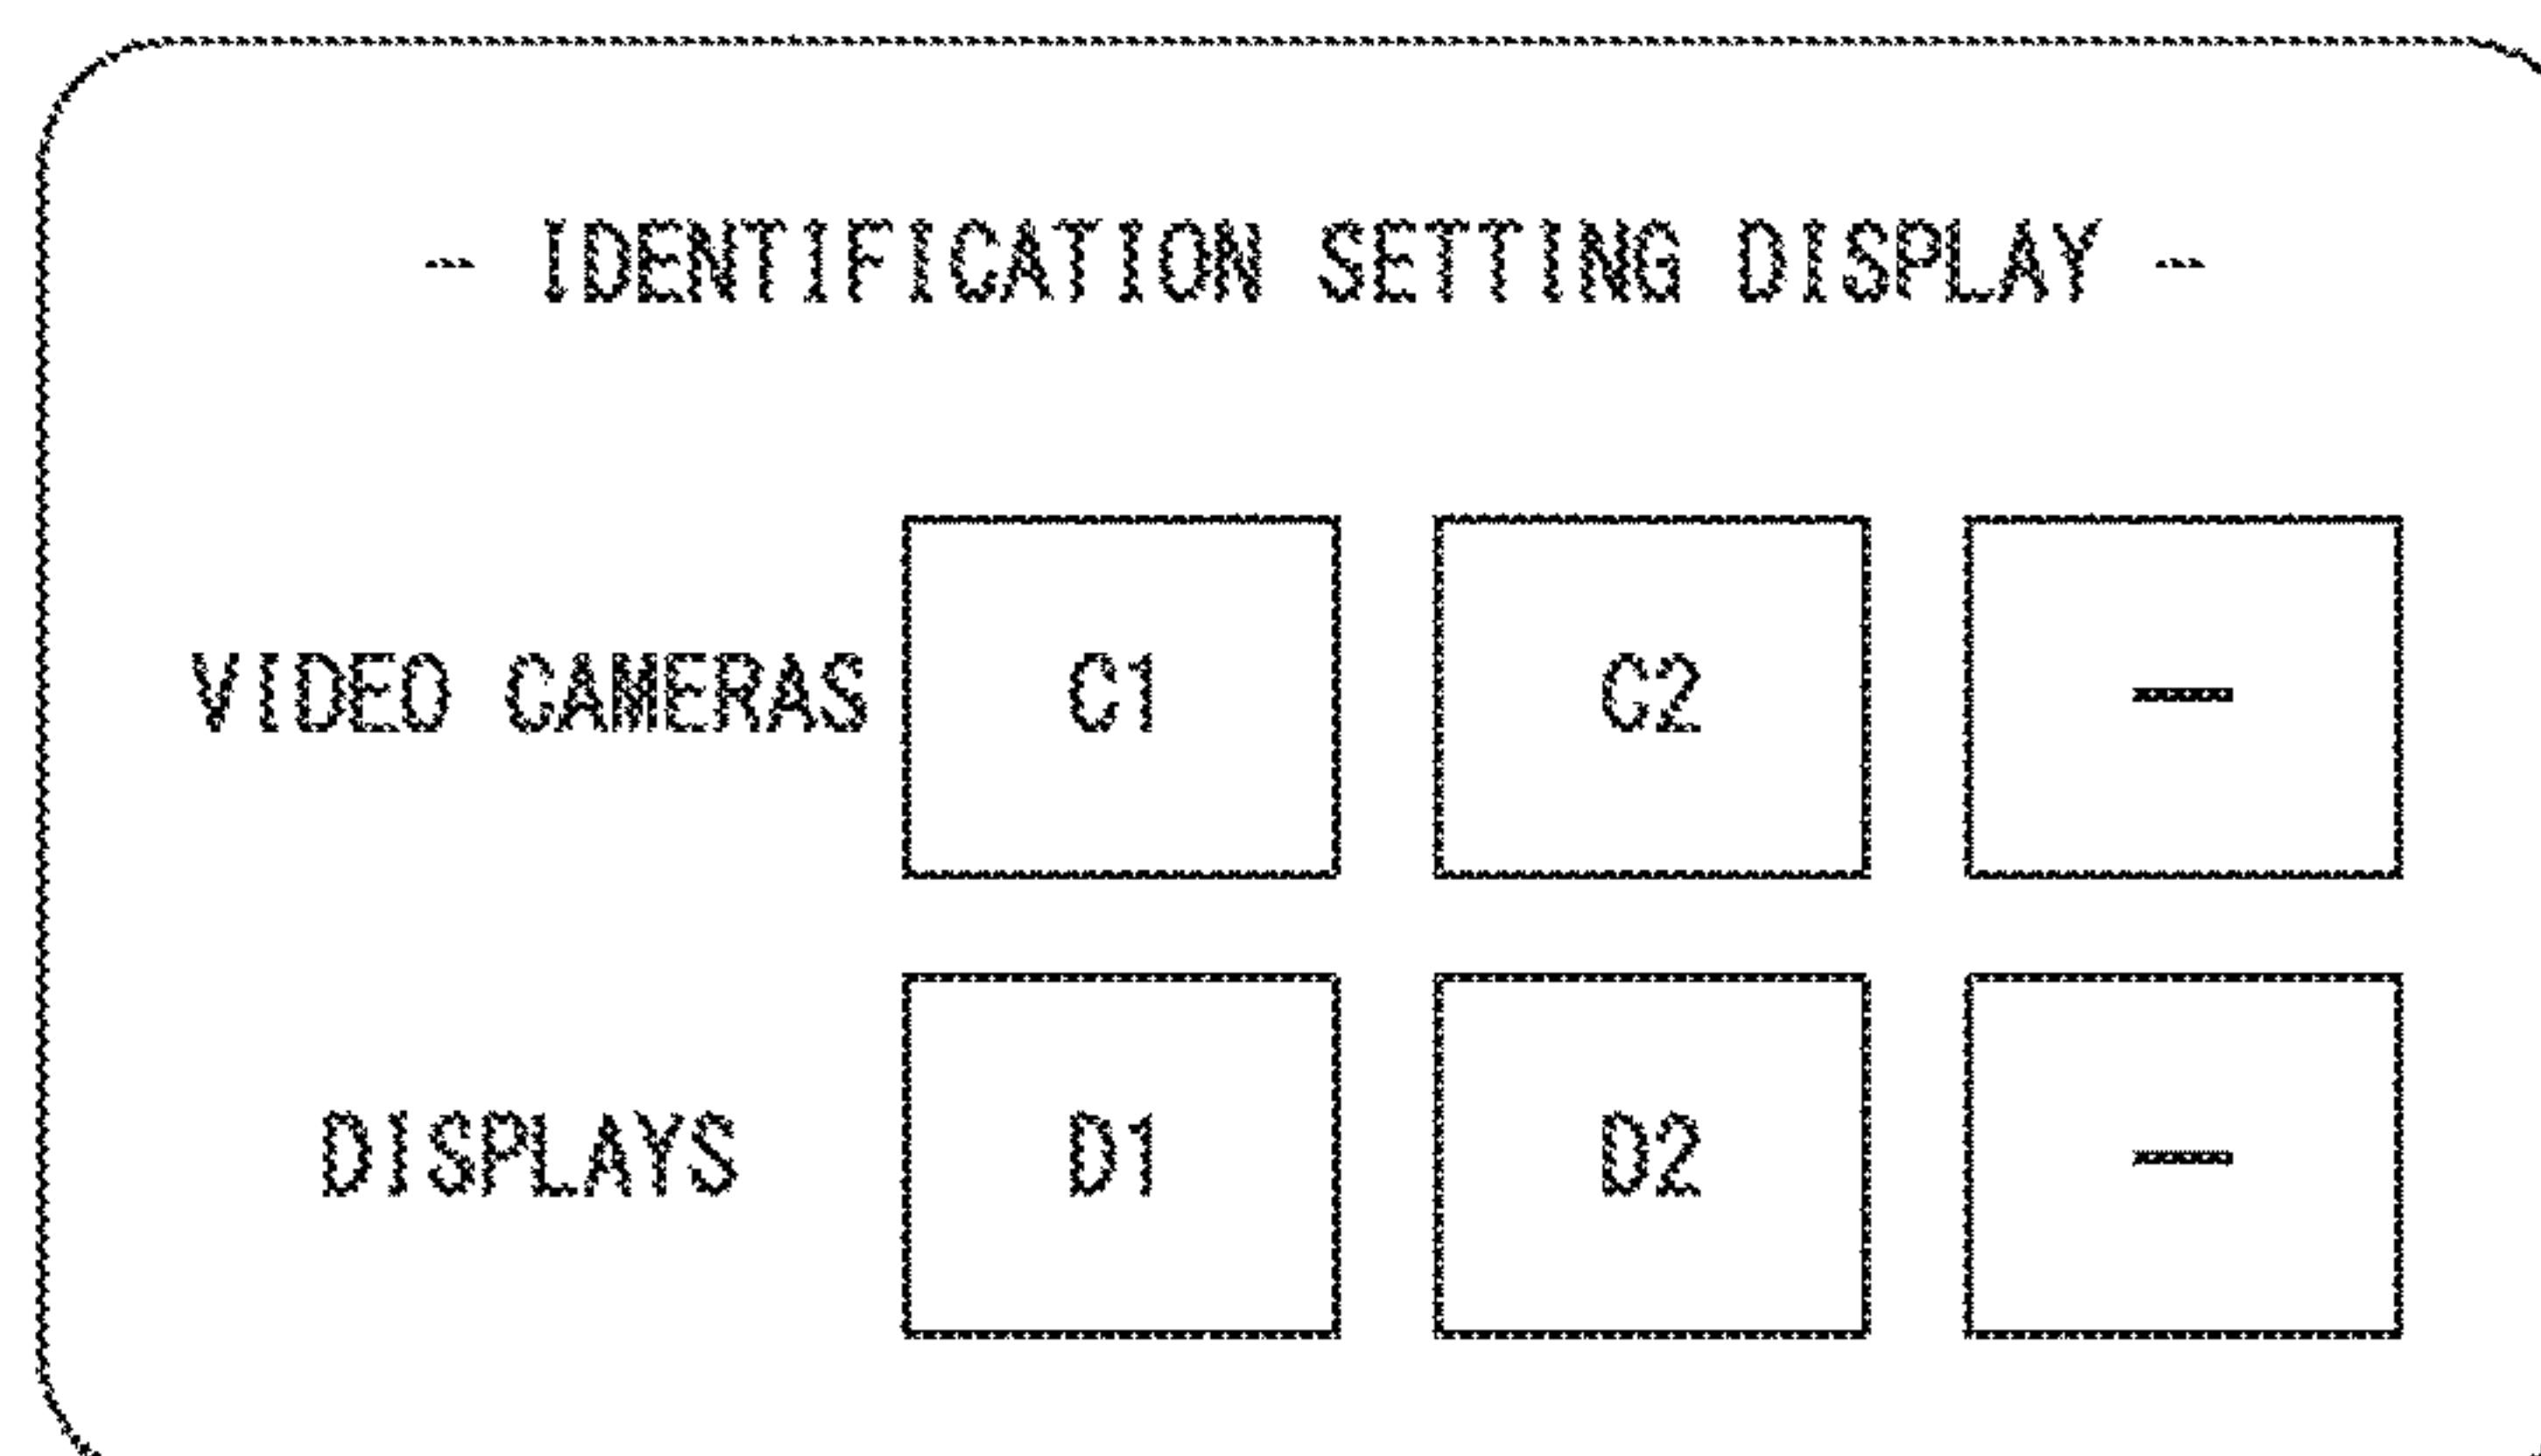 - IDENTIFICATION SETTING DISPLAY -
VIDEO CAMERAS C1 C2 —
DISPLAYS D1 D2 —